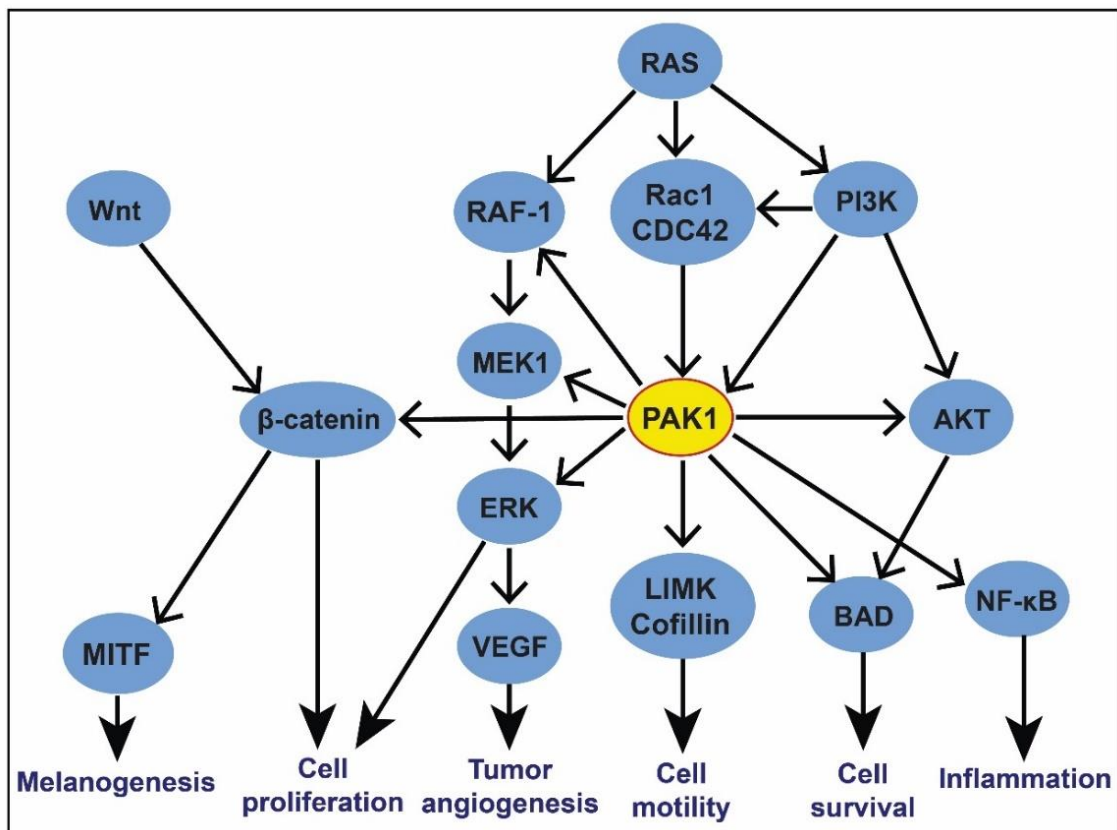 RAS
Wnt
RAF-1
Rac1
CDC42
PI3K
MEK1
β-catenin
PAK1
AKT
ERK
LIMK
Cofillin
BAD
NF-κB
MITF
VEGF
Melanogenesis
Cell
proliferation
Tumor
angiogenesis
Cell
motility
Cell
survival
Inflammation